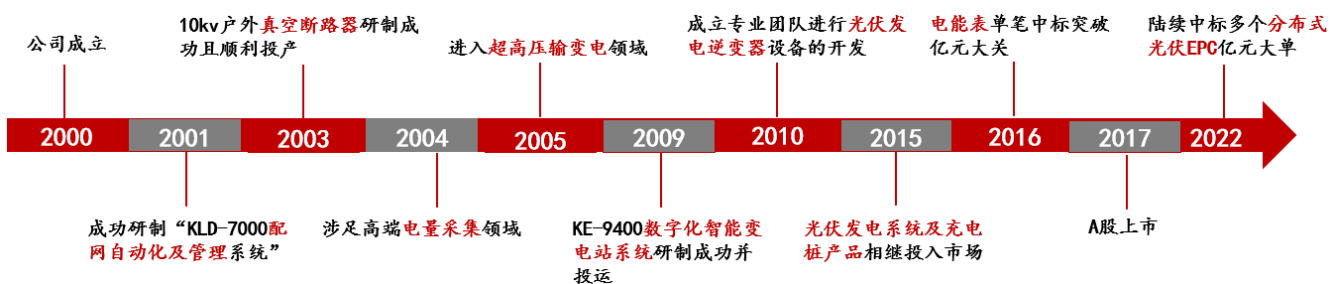 公司成立
10kv户外真空断路器研制成
功且顺利投产
进入超高压输变电领域
成立专业团队进行光伏发
电逆变器设备的开发
电能表单笔中标突破
亿元大关
陆续中标多个分布式
光伏EPC亿元大单
2000
2001
2003
2004
2005
2009
2010
2015
2016
2017
2022
成功研制“KLD-7000配
网自动化及管理系统”
涉足高端电量采集领域
KE-9400数字化智能变
电站系统研制成功并
投运
光伏发电系统及充电
桩产品相继投入市场
A股上市